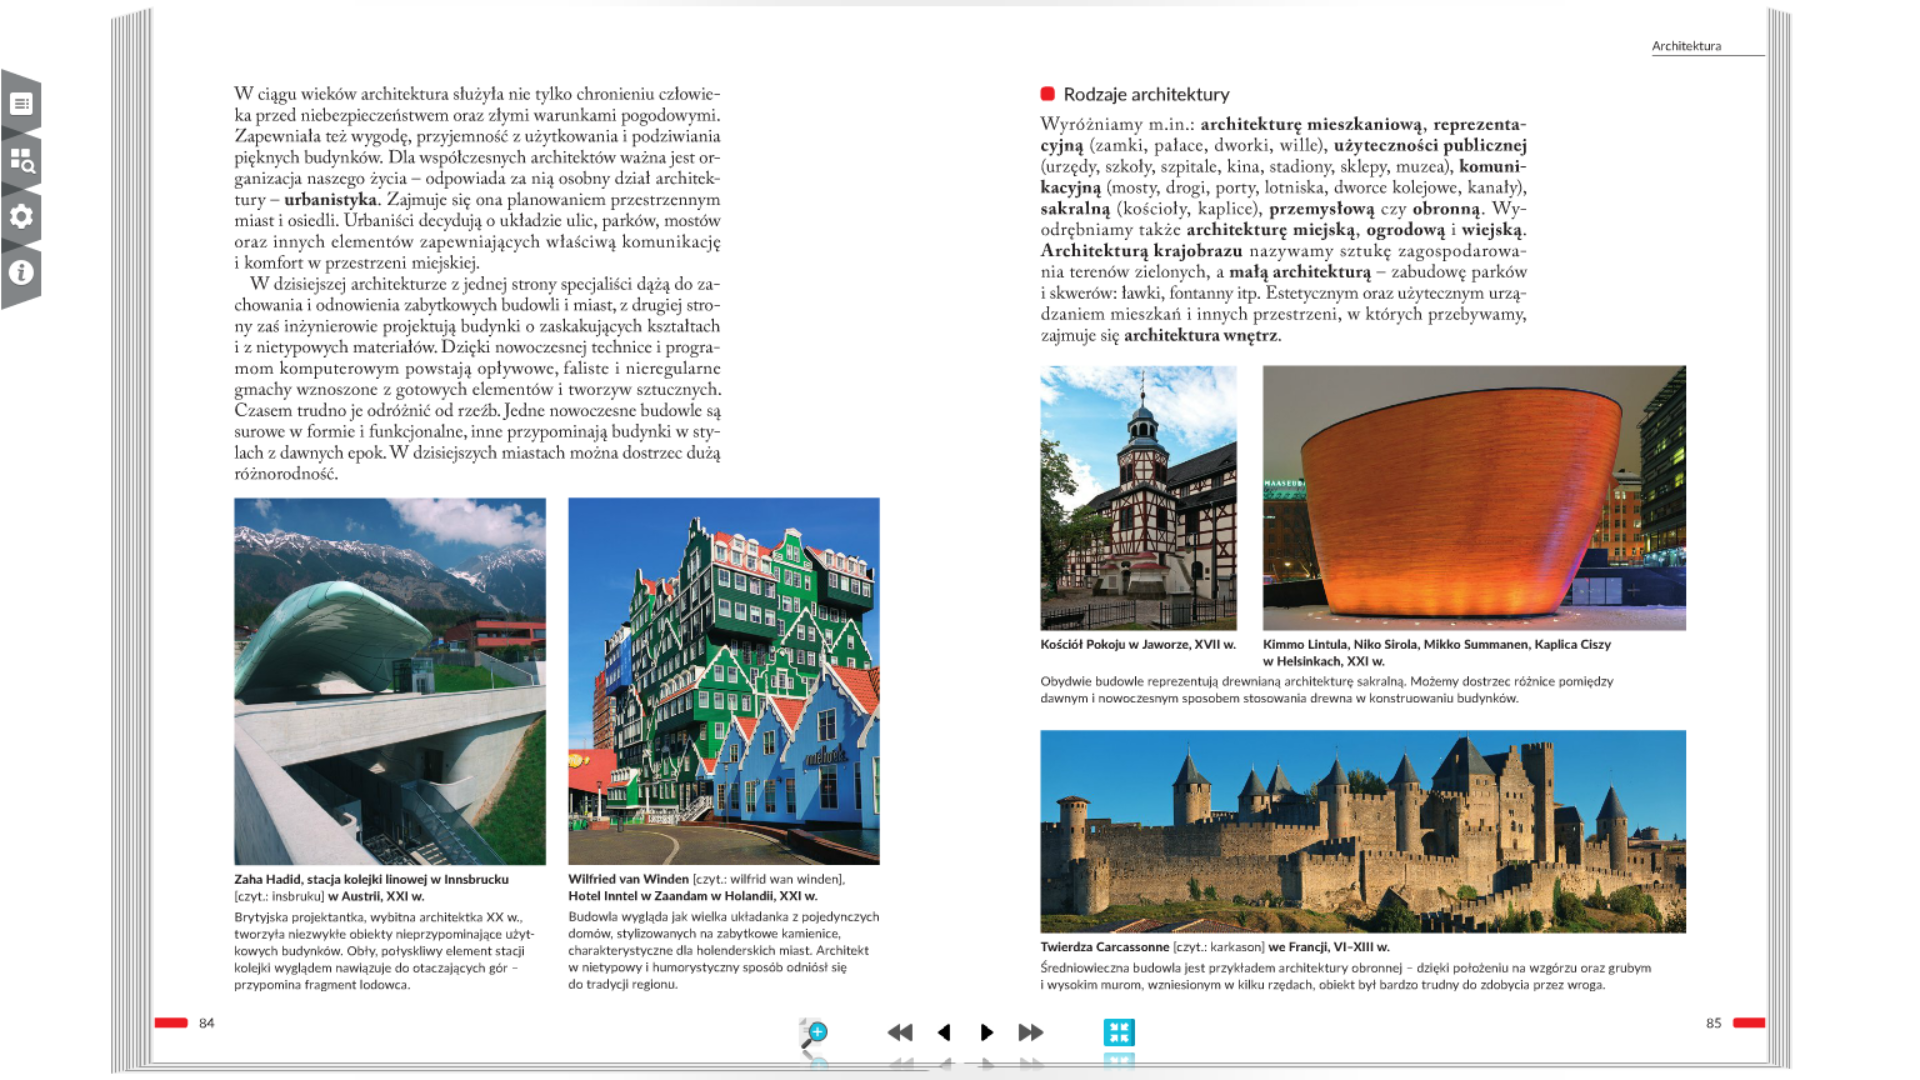 W ciągu wieków architektura służyła nie tylko chronieniu człowie-
ka przed niebezpieczeństwem oraz złymi warunkami pogodowymi.
Zapewniała też wygodę, przyjemność z użytkowania i podziwiania
pięknych budynków. Dla współczesnych architektów ważna jest or-
ganizacja naszego życia – odpowiada za nią osobny dział architek-
tury – urbanistyka. Zajmuje się ona planowaniem przestrzennym
miast i osiedli. Urbaniści decydują o układzie ulic, parków, mostów
oraz innych elementów zapewniających właściwą komunikację
i komfort w przestrzeni miejskiej.
W dzisiejszej architekturze z jednej strony specjaliści dążą do za-
chowania i odnowienia zabytkowych budowli i miast, z drugiej stro-
ny zaś inżynierowie projektują budynki o zaskakujących kształtach
i z nietypowych materiałów. Dzięki nowoczesnej technice i progra-
mom komputerowym powstają opływowe, faliste i nieregularne
gmachy wznoszone z gotowych elementów i tworzyw sztucznych.
Czasem trudno je odróżnić od rzeźb. Jedne nowoczesne budowle są
surowe w formie i funkcjonalne, inne przypominają budynki w sty-
lach z dawnych epok. W dzisiejszych miastach można dostrzec dużą
różnorodność.
Zaha Hadid, stacja kolejki linowej w Innsbrucku
[czyt.: insbruku] w Austrii, XXI w.
Brytyjska projektantka, wybitna architektka XX w.,
tworzyła niezwykłe obiekty nieprzypominające użyt-
kowych budynków. Obły, połyskliwy element stacji
kolejki wyglądem nawiązuje do otaczających gór –
przypomina fragment lodowca.
Wilfried van Winden [czyt.: wilfrid wan winden],
Hotel Inntel w Zaandam w Holandii, XXI w.
Budowla wygląda jak wielka układanka z pojedynczych
domów, stylizowanych na zabytkowe kamienice,
charakterystyczne dla holenderskich miast. Architekt
w nietypowy i humorystyczny sposób odniósł się
do tradycji regionu.
84
Architektura
Rodzaje architektury
Wyróżniamy m.in.: architekturę mieszkaniową, reprezenta-
cyjną (zamki, pałace, dworki, wille), użyteczności publicznej
(urzędy, szkoły, szpitale, kina, stadiony, sklepy, muzea), komuni-
kacyjną (mosty, drogi, porty, lotniska, dworce kolejowe, kanały),
sakralną (kościoły, kaplice), przemysłową czy obronną. Wy-
odrębniamy także architekturę miejską, ogrodową i wiejską.
Architekturą krajobrazu nazywamy sztukę zagospodarowa-
nia terenów zielonych, a małą architekturą – zabudowę parków
i skwerów: ławki, fontanny itp. Estetycznym oraz użytecznym urzą-
dzaniem mieszkań i innych przestrzeni, w których przebywamy,
zajmuje się architektura wnętrz.
MAASEUDU
Kościół Pokoju w Jaworze, XVII w.
Kimmo Lintula, Niko Sirola, Mikko Summanen, Kaplica Ciszy
w Helsinkach, XXI w.
Obydwie budowle reprezentują drewnianą architekturę sakralną. Możemy dostrzec różnice pomiędzy
dawnym i nowoczesnym sposobem stosowania drewna w konstruowaniu budynków.
Twierdza Carcassonne [czyt.: karkason] we Francji, VI–XIII w.
Średniowieczna budowla jest przykładem architektury obronnej – dzięki położeniu na wzgórzu oraz grubym
i wysokim murom, wzniesionym w kilku rzędach, obiekt był bardzo trudny do zdobycia przez wroga.
85